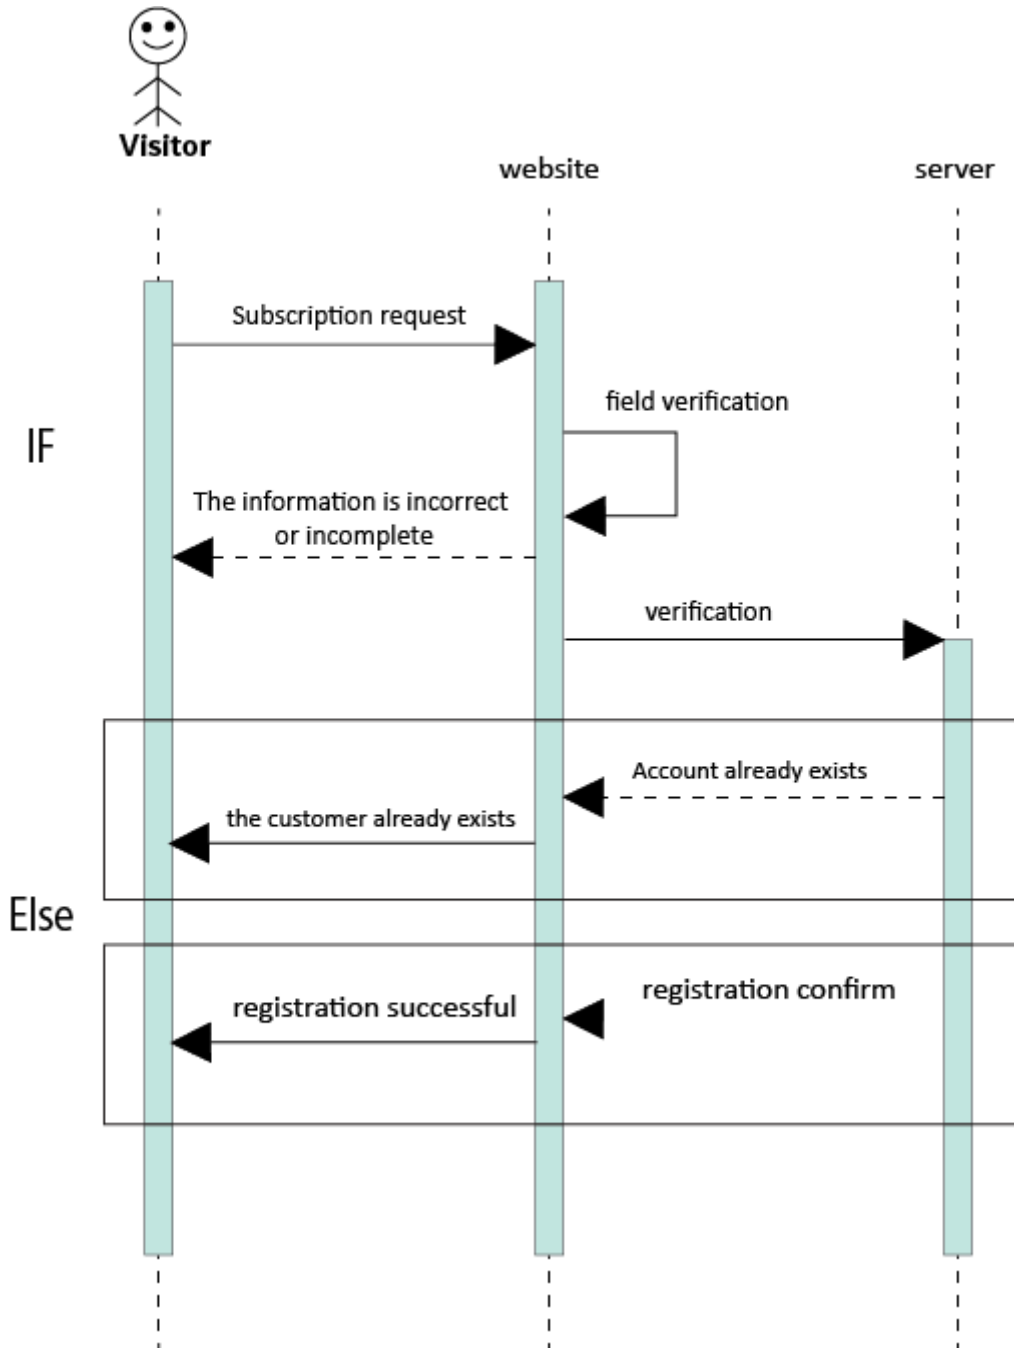 Visitor
website
server
Subscription request
field verification
IF
The information is incorrect
or incomplete
verification
Account already exists
the customer already exists
Else
registration confirm
registration successful